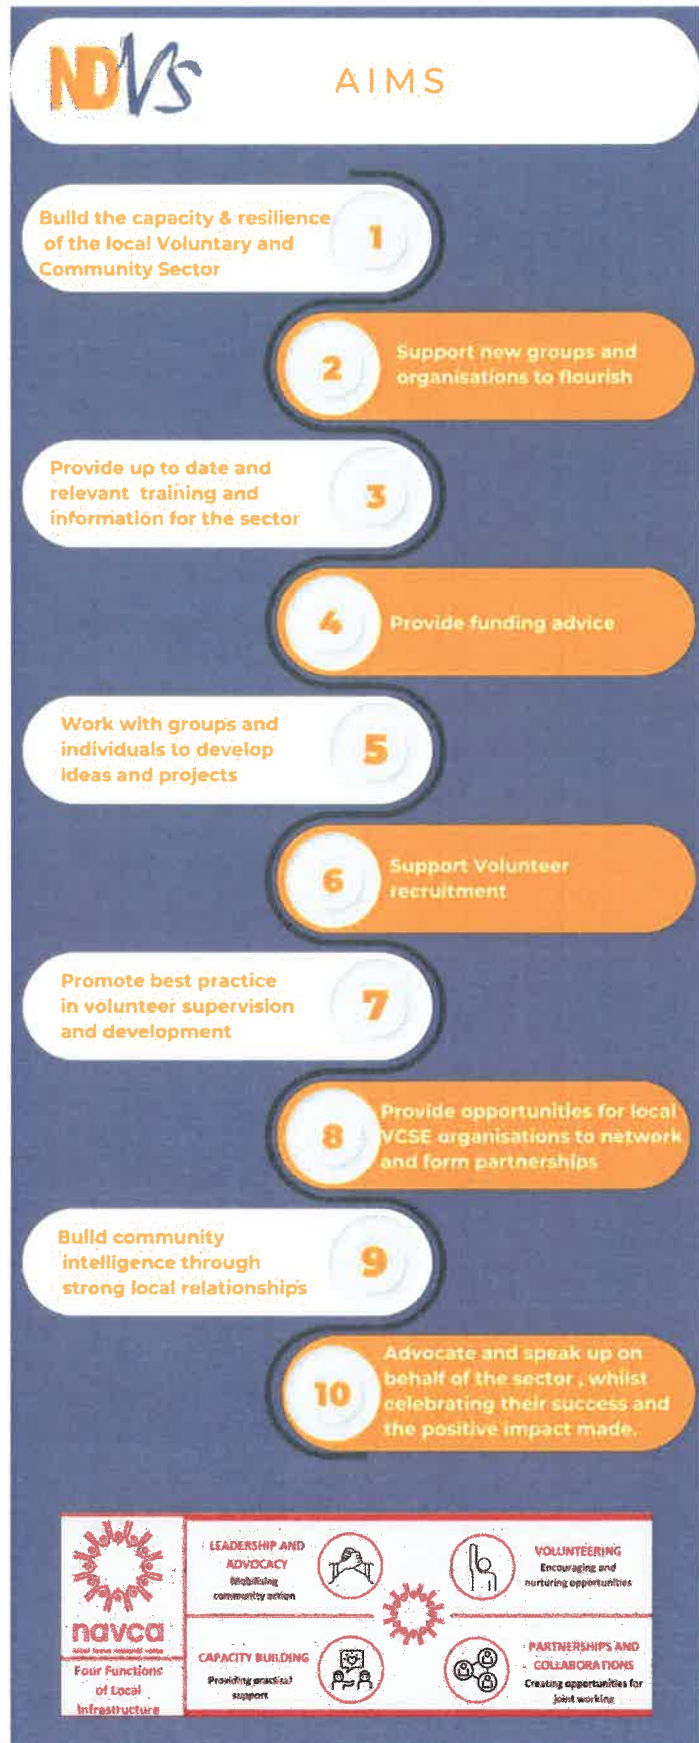 NDVS
AIMS
Build the capacity & resilience
of the local Voluntary and
Community Sector
1
2
Support new groups and
organisations to flourish
Provide up to date and
relevant training and
information for the sector
3
4
Provide funding advice
Work with groups and
individuals to develop
ideas and projects
5
6
Support Volunteer
recruitment
Promote best practice
in volunteer supervision
and development
7
8
Provide opportunities for local
VCSE organisations to network
and form partnerships
Build community
intelligence through
strong local relationships
9
10
Advocate and speak up on
behalf of the sector , whilst
celebrating their success and
the positive impact made.
navca
Four Functions
of Local
Infrastructure
LEADERSHIP AND
ADVOCACY
Mobilising
community action
VOLUNTEERING
Encouraging and
nurturing opportunities
CAPACITY BUILDING
Providing practical
support
PARTNERSHIPS AND
COLLABORATIONS
Creating opportunities for
joint working